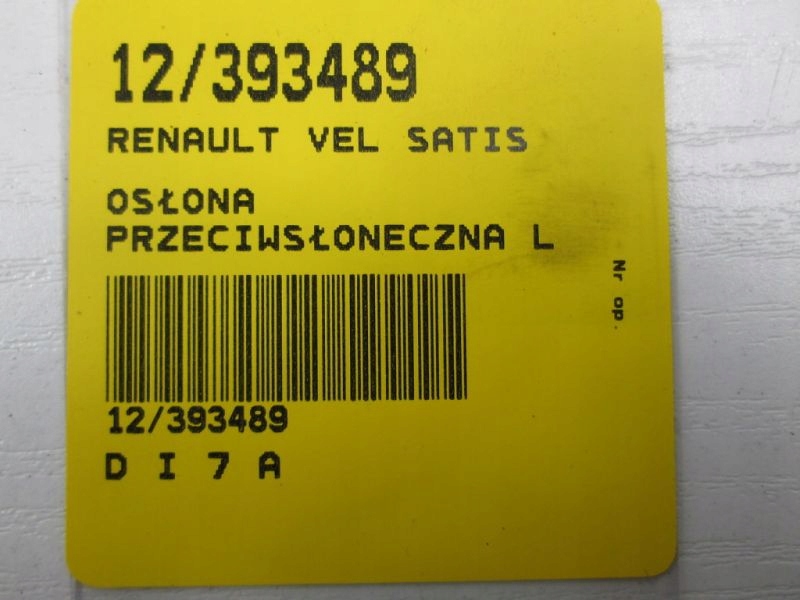 12/393489
RENAULT VEL SATIS
OSŁONA
PRZECIWSŁONECZNA L
Nr op.
12/393489
D I 7 A